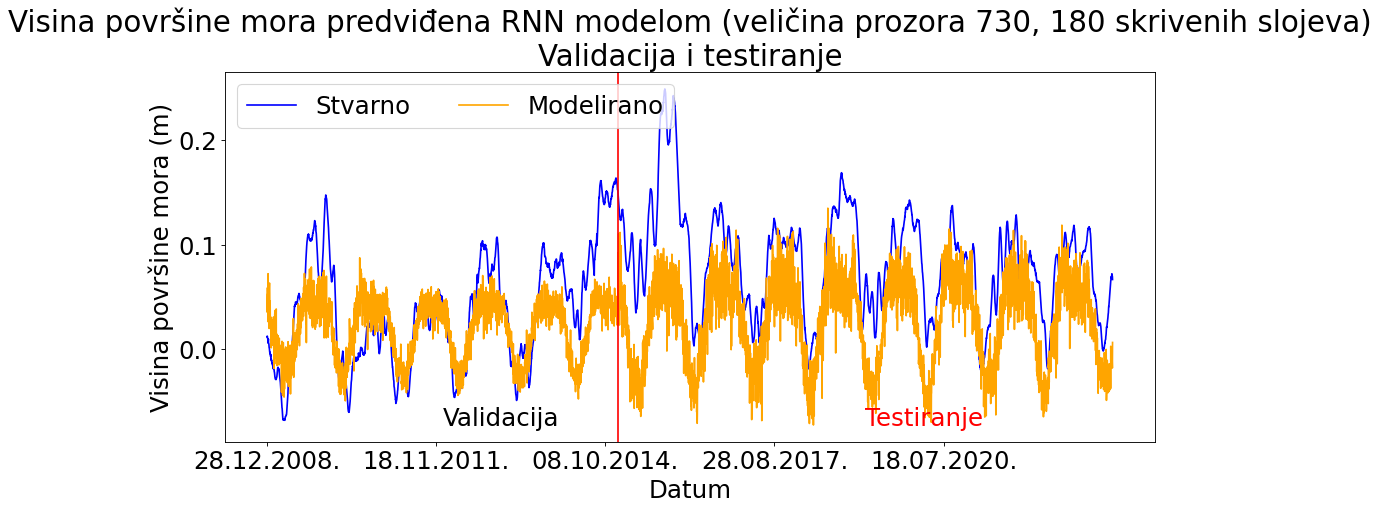 Visina površine mora predviđena RNN modelom (veličina prozora 730, 180 skrivenih slojeva)
Validacija i testiranje
Stvarno
Modelirano
Visina površine mora (m)
0.2
0.1
0.0
Validacija
Testiranje
28.12.2008.
18.11.2011.
08.10.2014.
28.08.2017.
18.07.2020.
Datum